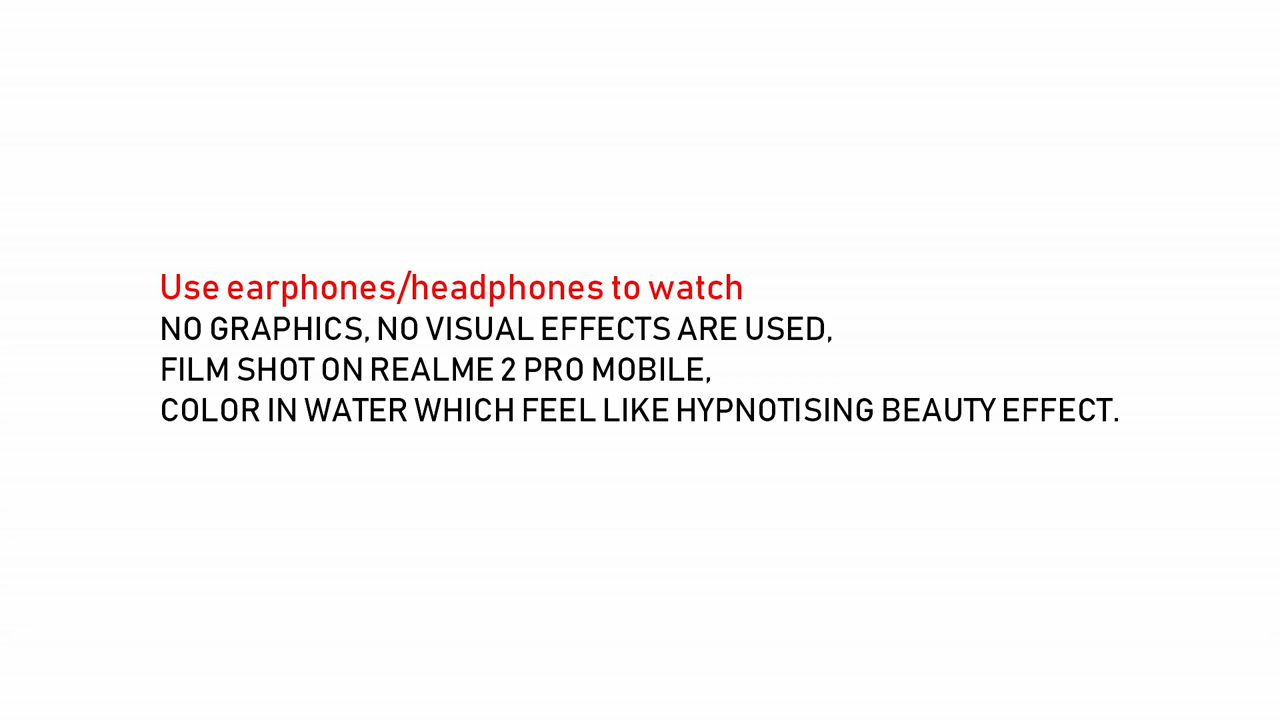 Use earphones/headphones to watch
NO GRAPHICS, NO VISUAL EFFECTS ARE USED,
FILM SHOT ON REALME 2 PRO MOBILE,
COLOR IN WATER WHICH FEEL LIKE HYPNOTISING BEAUTY EFFECT.